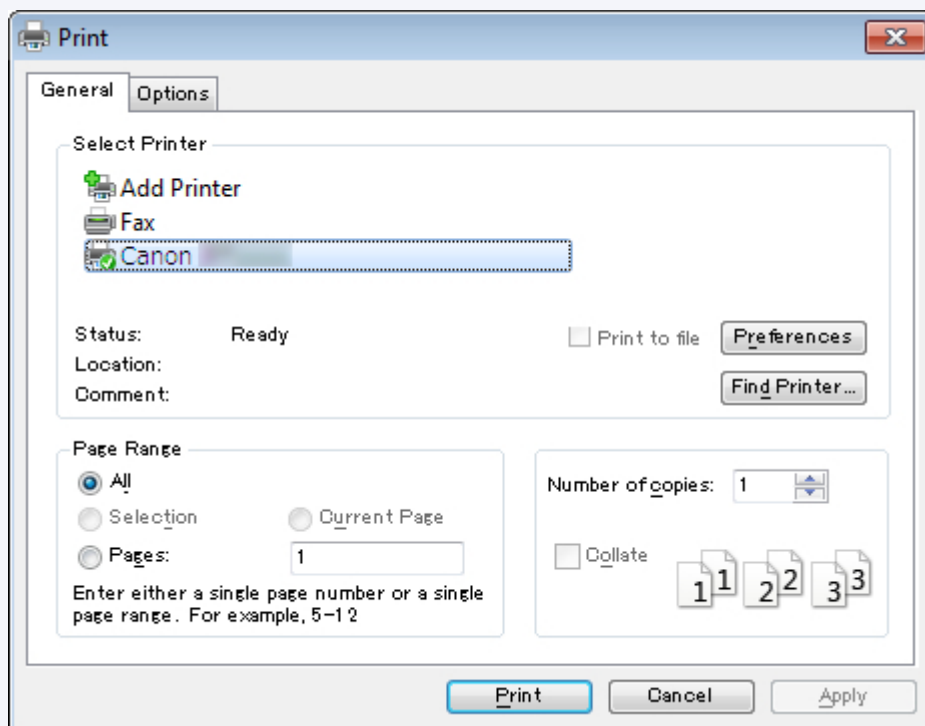 Print
General Options
Select Printer
Add Printer
Fax
Canon
Status: Ready Print to file Preferences
Location:
Comment: Find Printer...
Page Range
All
Selection Current Page
Pages: 1
Enter either a single page number or a single
page range. For example, 5-12
Number of copies: 1
Collate 1 1 2 2 3 3
Print Cancel Apply